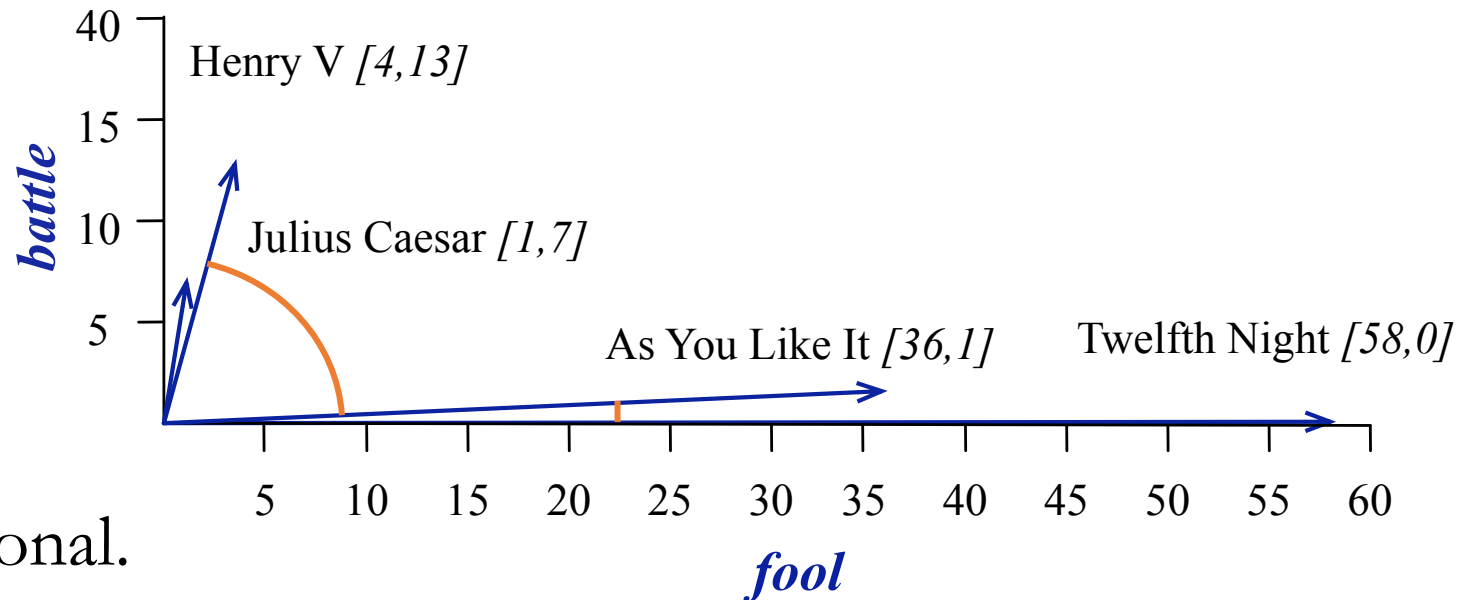 40
Henry V [4,13]
15
battle
10
Julius Caesar [1,7]
5
As You Like It [36,1]
Twelfth Night [58,0]
5 10 15 20 25 30 35 40 45 50 55 60
onal.
fool